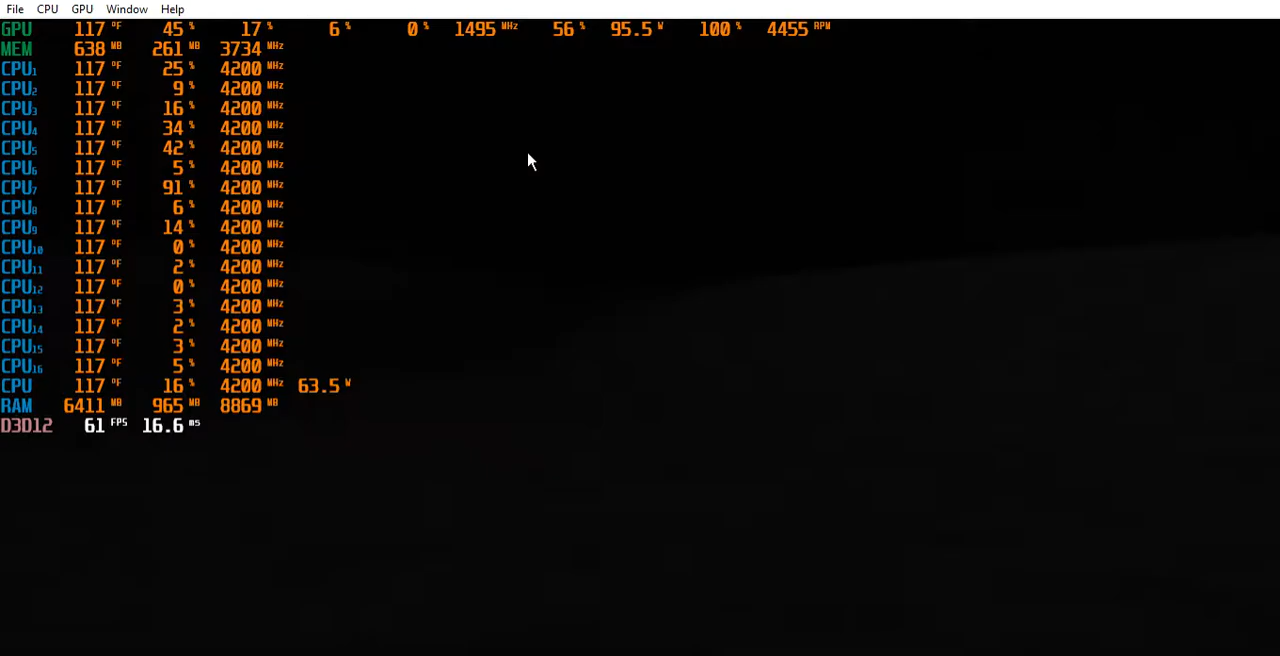 File CPU GPU Window Help
GPU 117 °F 45 % 17 % 6 % 0 % 1495 MHz 56 % 95.5 W 100 % 4455 RPM
MEM 638 MB 261 MB 3734 MHz
CPU1 117 °F 25 % 4200 MHz
CPU2 117 °F 9 % 4200 MHz
CPU3 117 °F 16 % 4200 MHz
CPU4 117 °F 34 % 4200 MHz
CPU5 117 °F 42 % 4200 MHz
CPU6 117 °F 5 % 4200 MHz
CPU7 117 °F 91 % 4200 MHz
CPU8 117 °F 6 % 4200 MHz
CPU9 117 °F 14 % 4200 MHz
CPU10 117 °F 0 % 4200 MHz
CPU11 117 °F 2 % 4200 MHz
CPU12 117 °F 0 % 4200 MHz
CPU13 117 °F 3 % 4200 MHz
CPU14 117 °F 2 % 4200 MHz
CPU15 117 °F 3 % 4200 MHz
CPU16 117 °F 5 % 4200 MHz
CPU 117 °F 16 % 4200 MHz 63.5 W
RAM 6411 MB 965 MB 8869 MB
D3D12 61 FPS 16.6 ms